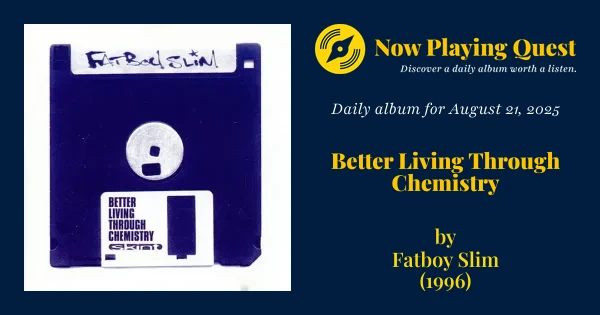 FATBOY SLIM
BETTER
LIVING
THROUGH
CHEMISTRY
skint
Now Playing Quest
Discover a daily album worth a listen.
Daily album for August 21, 2025
Better Living Through
Chemistry
by
Fatboy Slim
(1996)